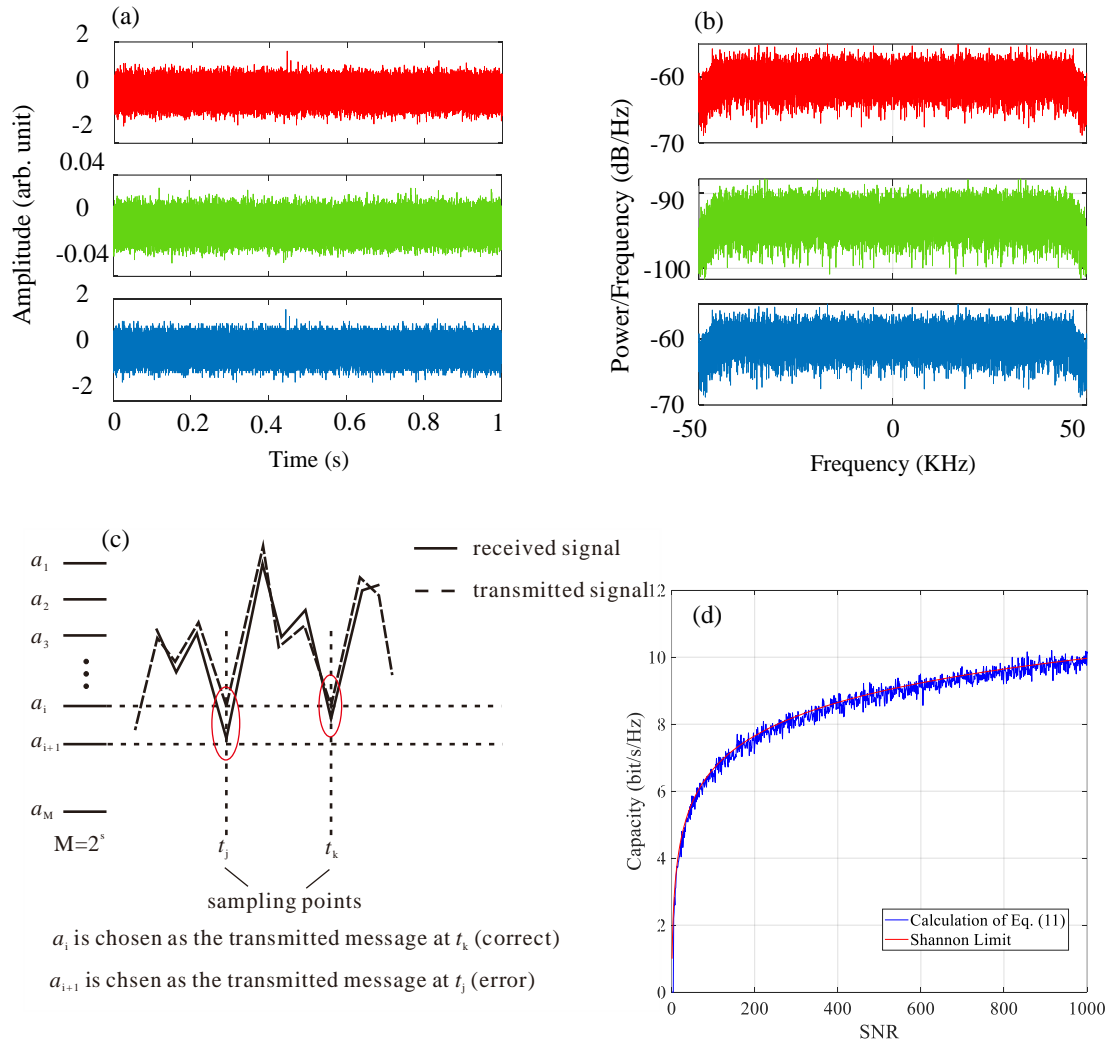 (a)
2
0
-2
0.04
0
-0.04
2
0
-2
0 0.2 0.4 0.6 0.8 1
Time (s)
Amplitude (arb. unit)
(b)
-60
-70
-90
-100
-60
-70
-50 0 50
Frequency (KHz)
Power/Frequency (dB/Hz)
(c)
received signal
transmitted signal
a₁
a₂
a₃
aᵢ
aᵢ₊₁
a_M
M=2ˢ
tⱼ tₖ
sampling points
aᵢ is chosen as the transmitted message at tₖ (correct)
aᵢ₊₁ is chsen as the transmitted message at tⱼ (error)
(d)
12
10
8
6
4
2
0
0 200 400 600 800 1000
SNR
Capacity (bit/s/Hz)
Calculation of Eq. (11)
Shannon Limit